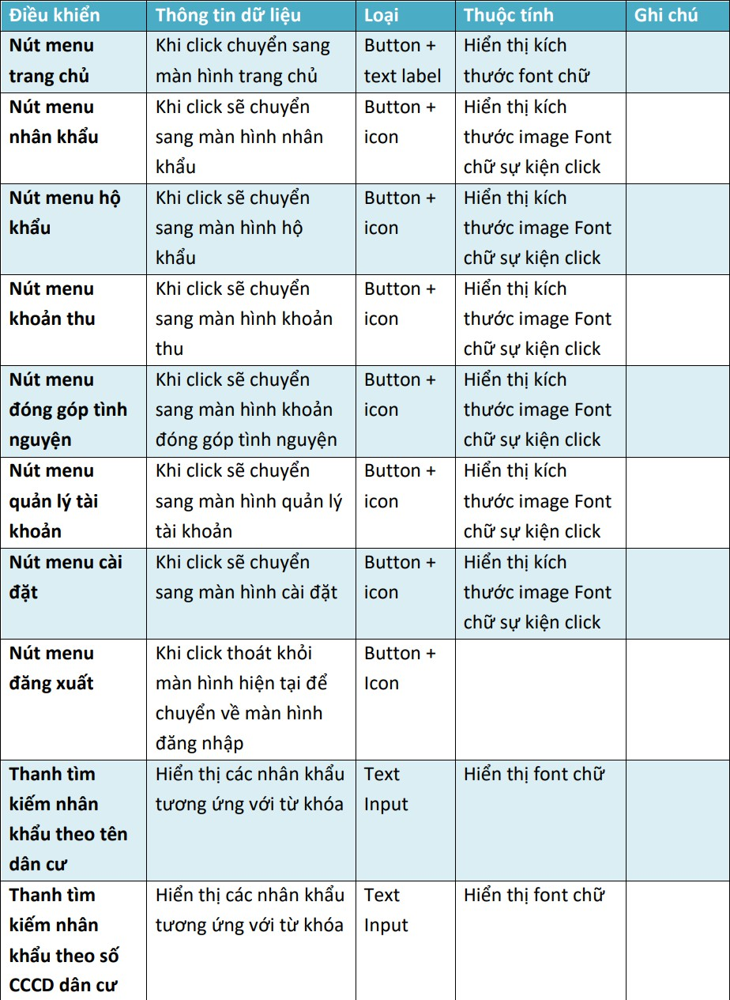 Điều khiển Thông tin dữ liệu Loại Thuộc tính Ghi chú
Nút menu Khi click chuyển sang Button + Hiển thị kích
trang chủ màn hình trang chủ text label thước font chữ
Nút menu Khi click sẽ chuyển Button + Hiển thị kích
nhân khẩu sang màn hình nhân icon thước image Font
khẩu chữ sự kiện click
Nút menu hộ Khi click sẽ chuyển Button + Hiển thị kích
khẩu sang màn hình hộ icon thước image Font
khẩu chữ sự kiện click
Nút menu Khi click sẽ chuyển Button + Hiển thị kích
khoản thu sang màn hình khoản icon thước image Font
thu chữ sự kiện click
Nút menu Khi click sẽ chuyển Button + Hiển thị kích
đóng góp tình sang màn hình khoản icon thước image Font
nguyện đóng góp tình nguyện chữ sự kiện click
Nút menu Khi click sẽ chuyển Button + Hiển thị kích
quản lý tài sang màn hình quản lý icon thước image Font
khoản tài khoản chữ sự kiện click
Nút menu cài Khi click sẽ chuyển Button + Hiển thị kích
đặt sang màn hình cài đặt icon thước image Font
chữ sự kiện click
Nút menu Khi click thoát khỏi Button +
đăng xuất màn hình hiện tại để Icon
chuyển về màn hình
đăng nhập
Thanh tìm Hiển thị các nhân khẩu Text Hiển thị font chữ
kiếm nhân tương ứng với từ khóa Input
khẩu theo tên
dân cư
Thanh tìm Hiển thị các nhân khẩu Text Hiển thị font chữ
kiếm nhân tương ứng với từ khóa Input
khẩu theo số
CCCD dân cư